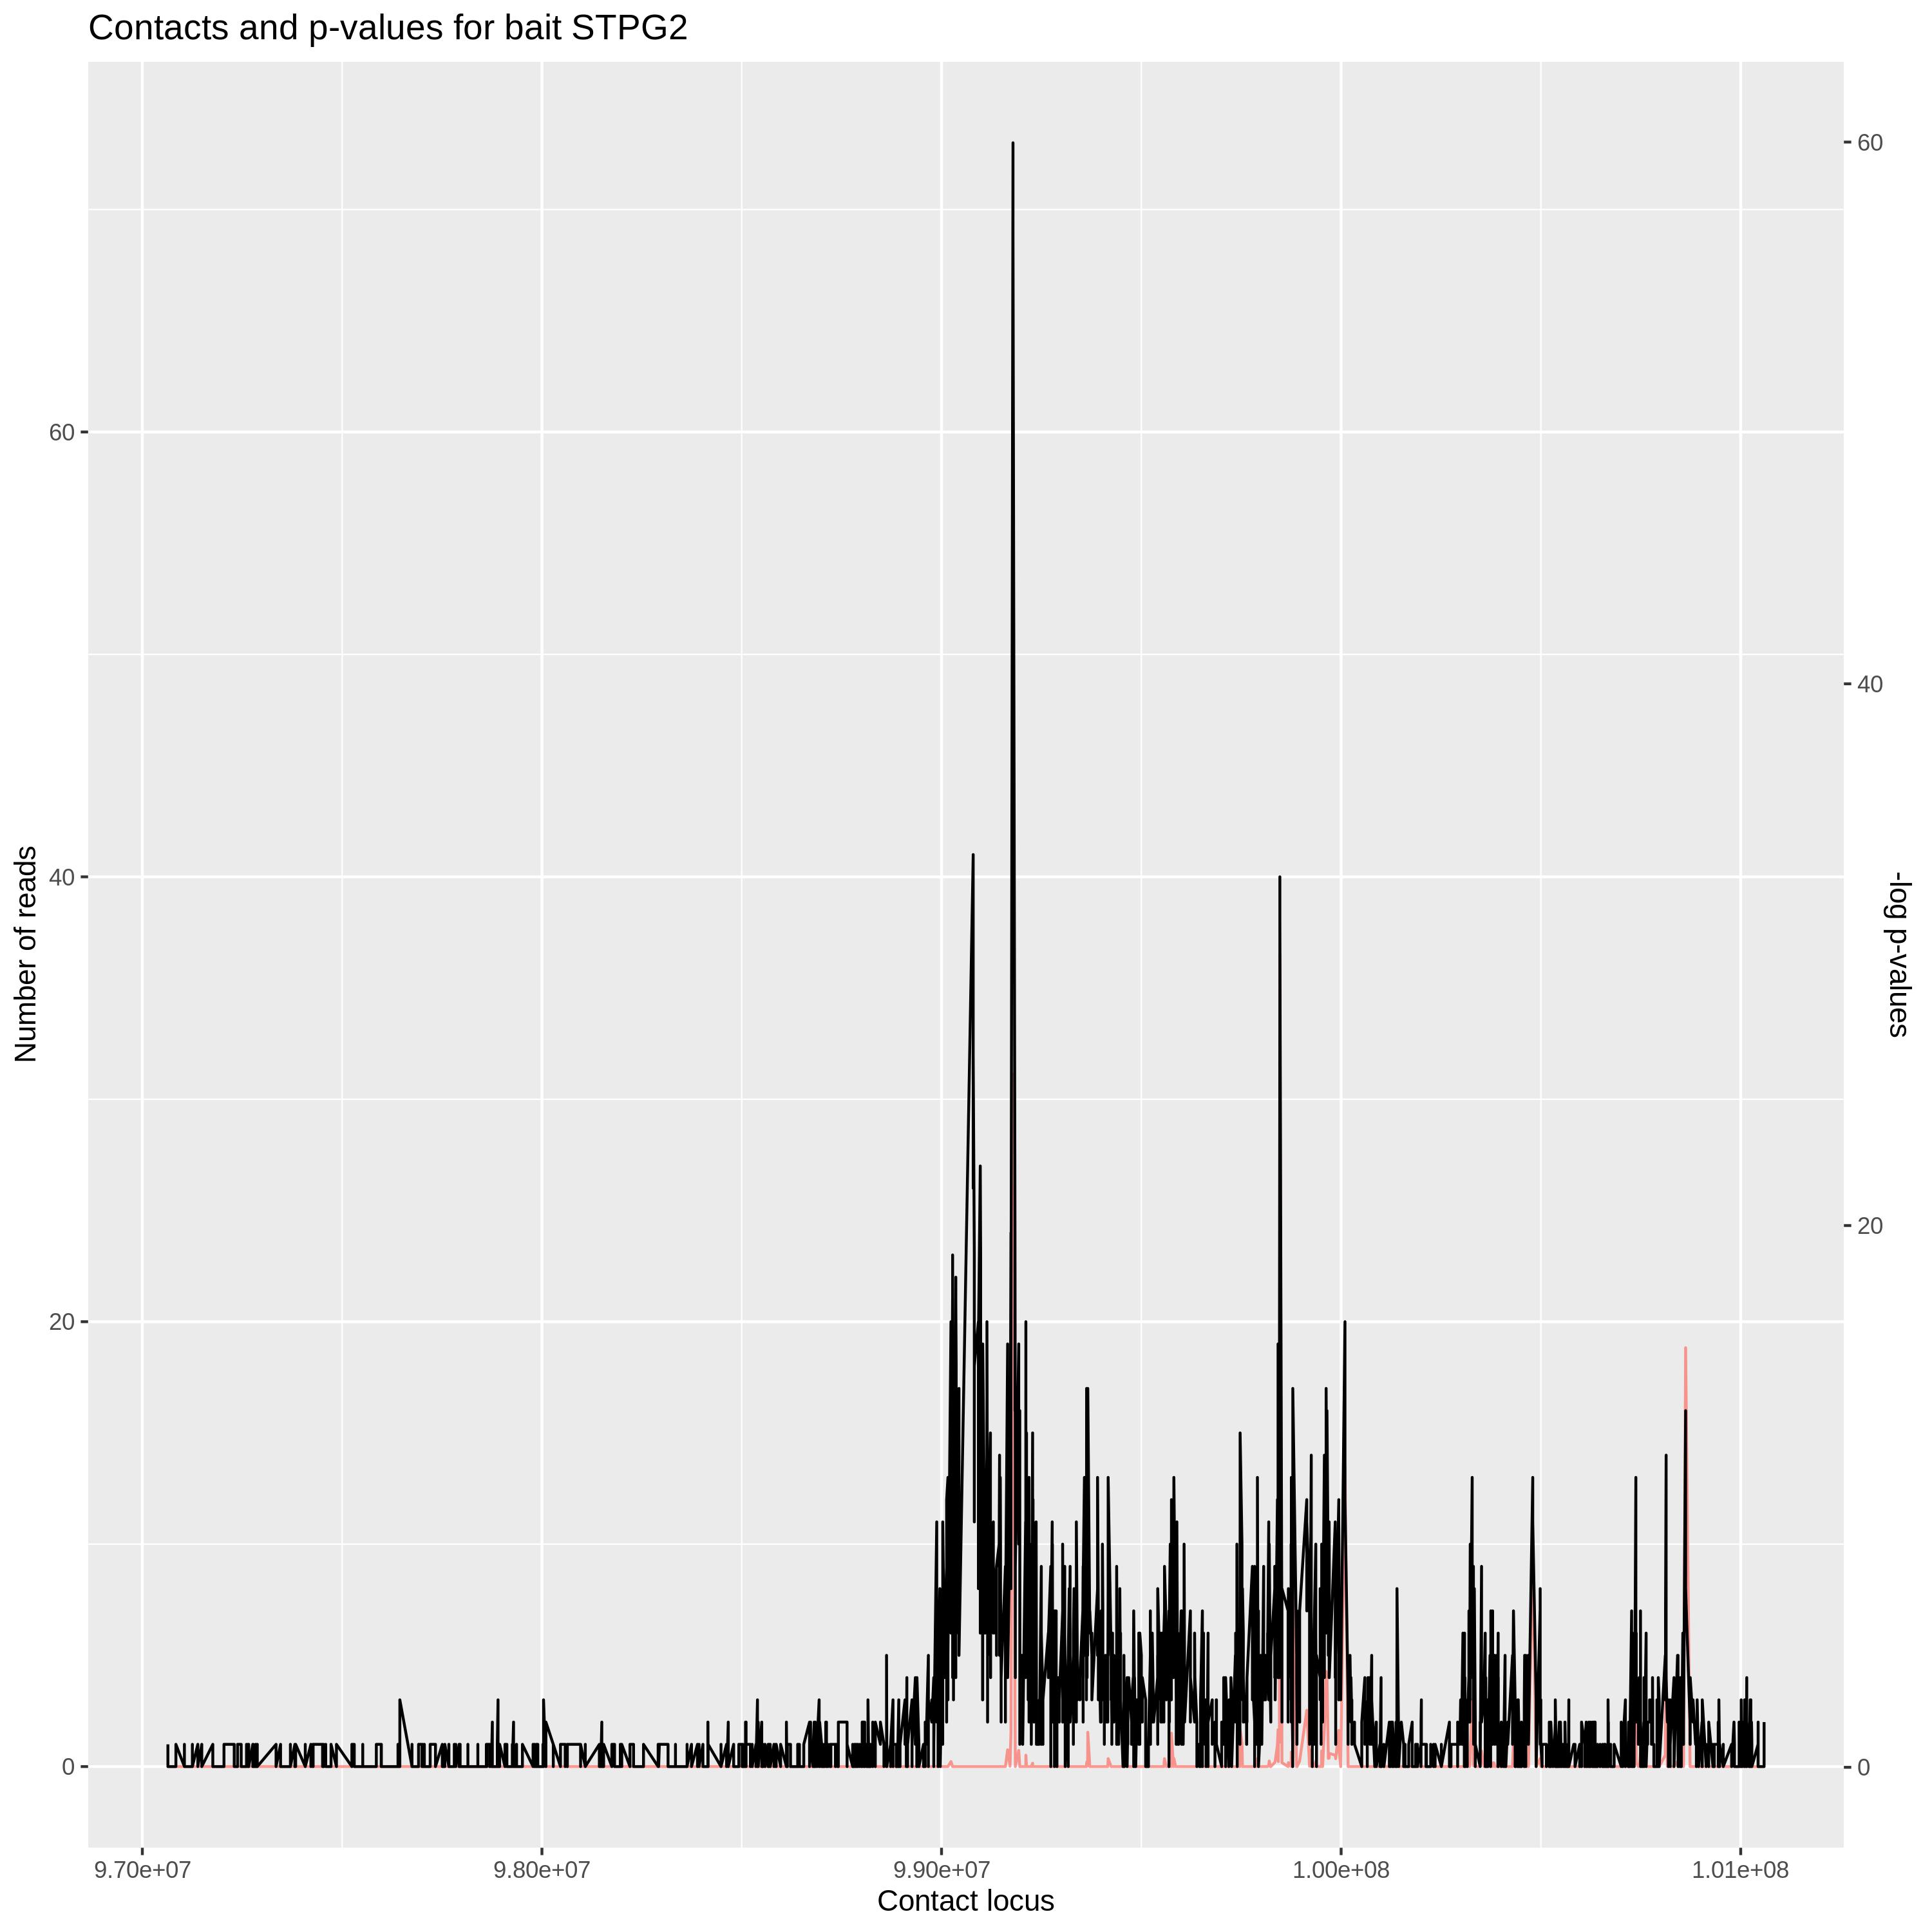 Contacts and p-values for bait STPG2
60
40
20
0
Number of reads
60
40
20
0
-log p-values
9.70e+07 9.80e+07 9.90e+07 1.00e+08 1.01e+08
Contact locus